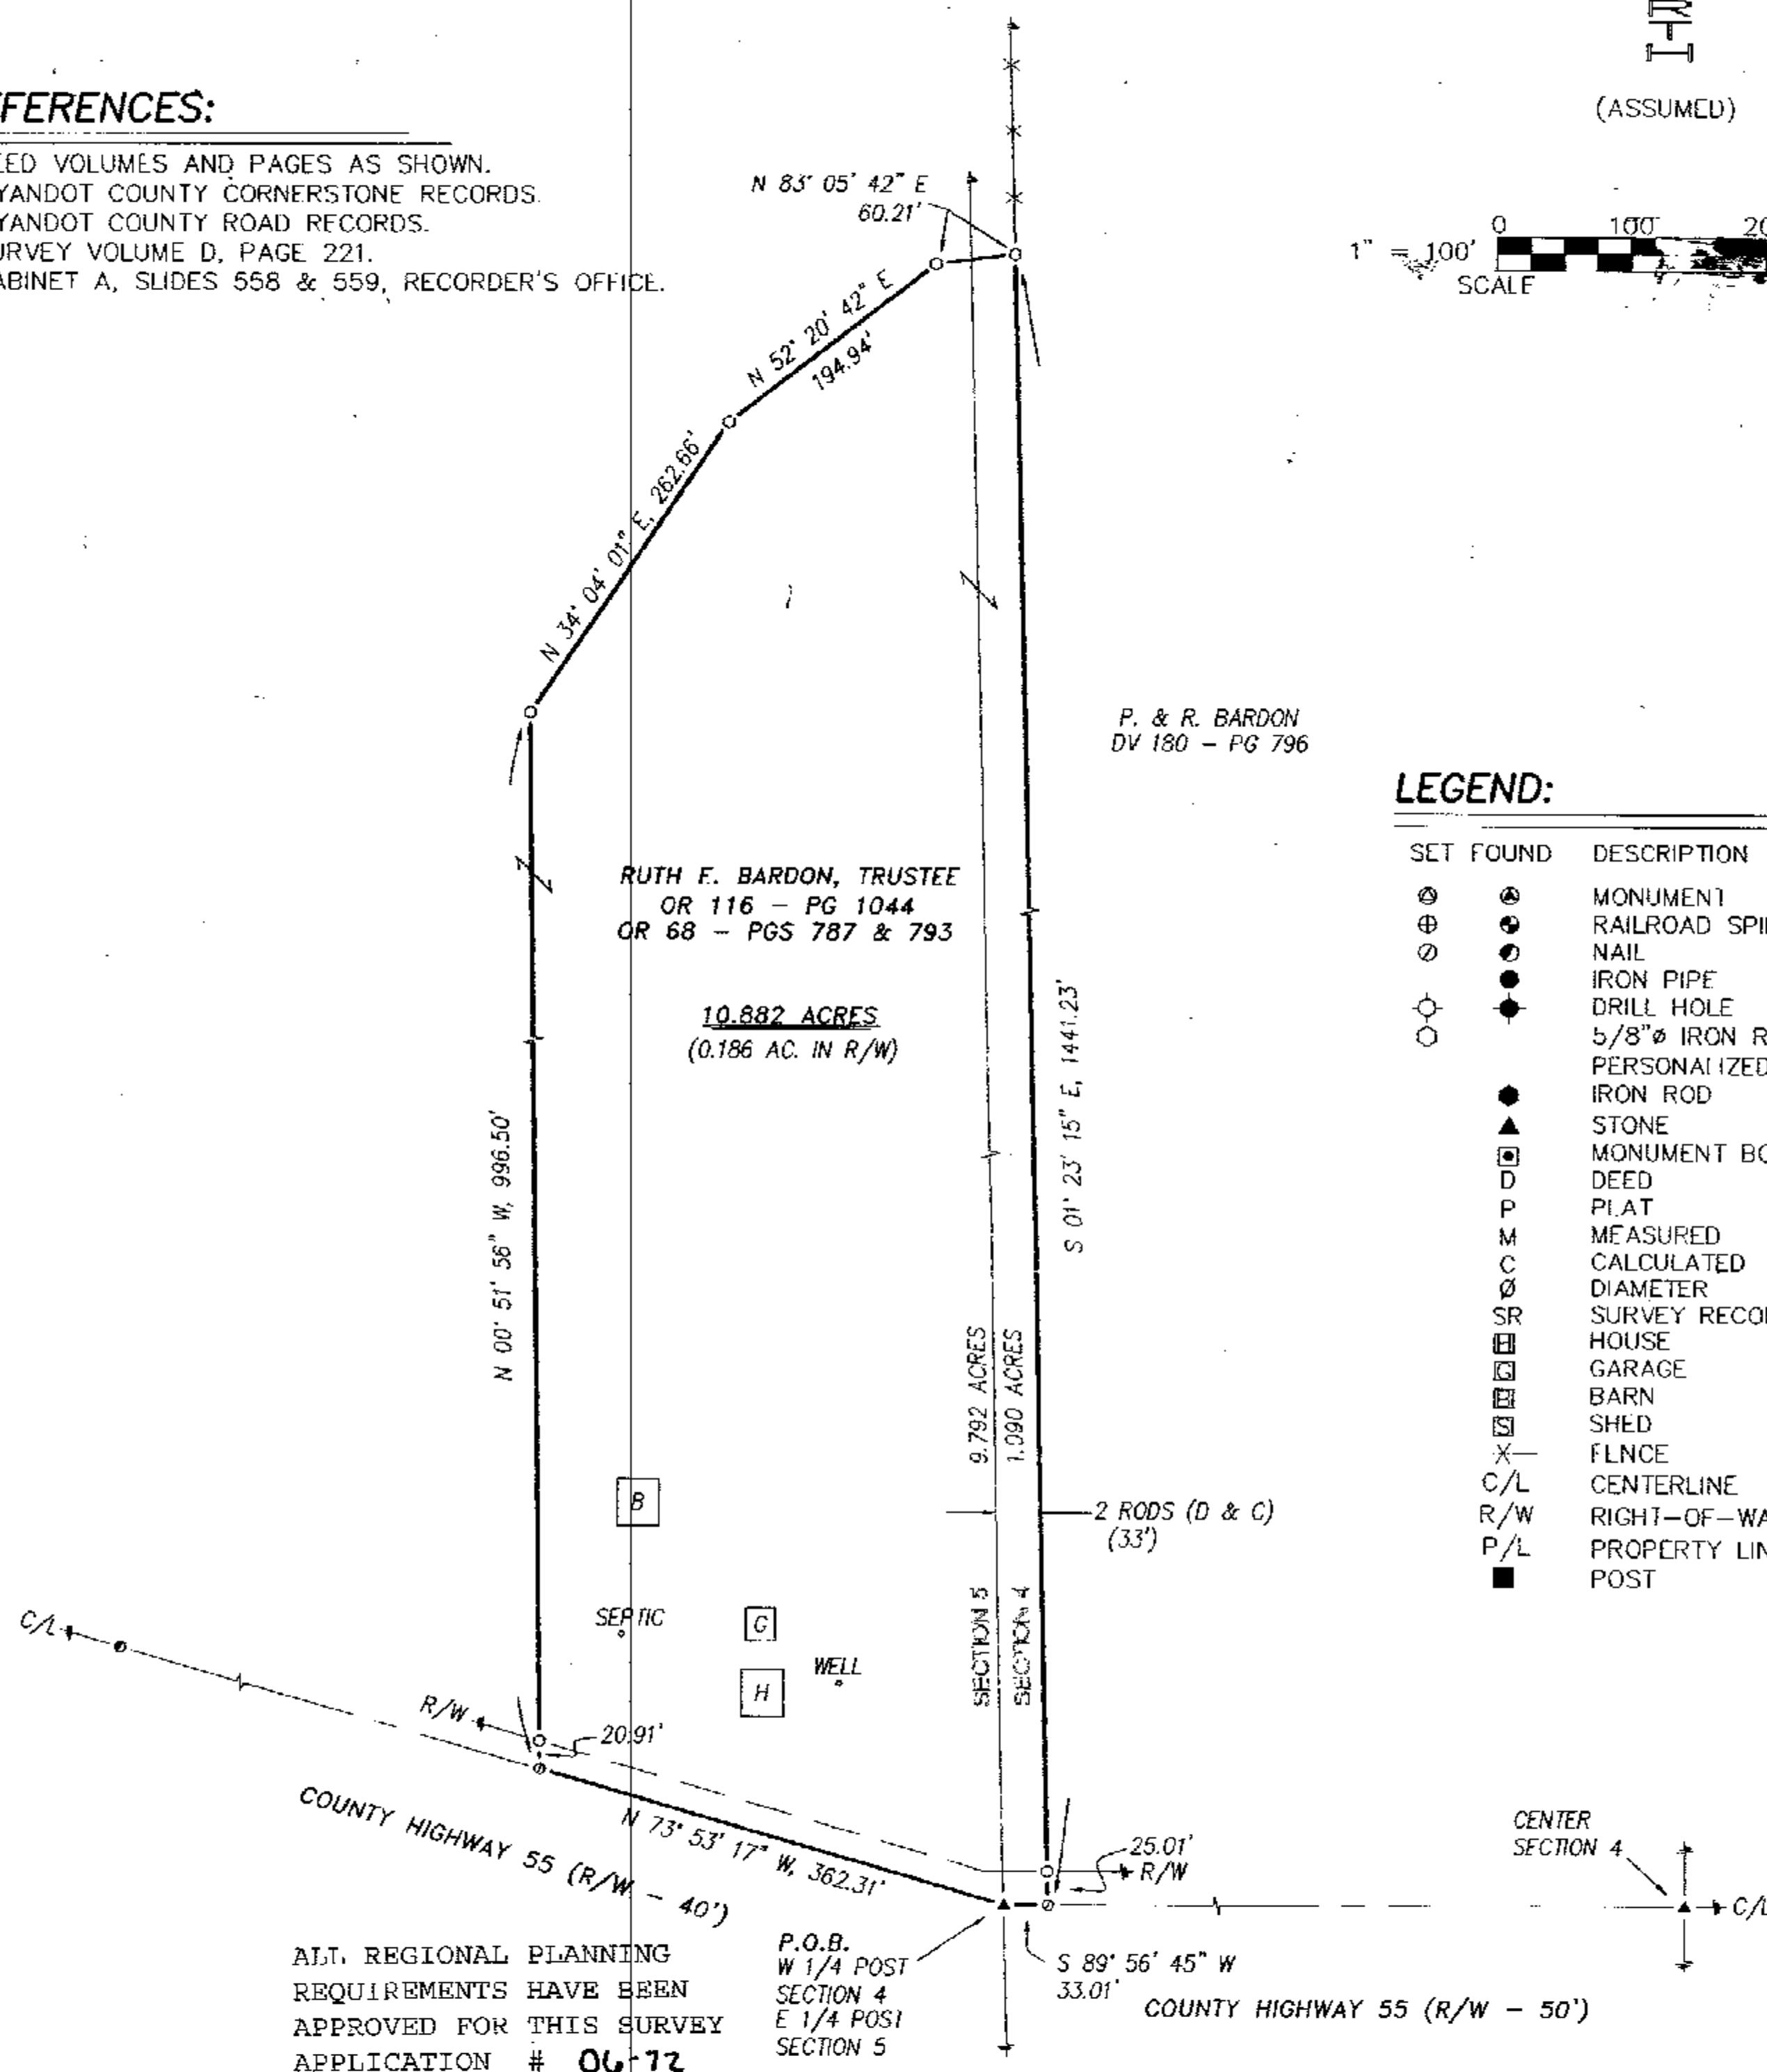 FERENCES:
EED VOLUMES AND PAGES AS SHOWN.
YANDOT COUNTY CORNERSTONE RECORDS.
YANDOT COUNTY ROAD RECORDS.
URVEY VOLUME D, PAGE 221.
ABINET A, SLIDES 558 & 559, RECORDER'S OFFICE.
(ASSUMED)
1" = 100'
0 100 20
SCALE
N 83° 05' 42" E
60.21'
N 52° 20' 42" E
194.94'
N 34° 04' 01" E, 262.66'
P. & R. BARDON
DV 180 – PG 796
RUTH E. BARDON, TRUSTEE
OR 116 – PG 1044
OR 68 – PGS 787 & 793
10.882 ACRES
(0.186 AC. IN R/W)
N 00° 51' 56" W, 996.50'
S 01° 23' 15" E, 1441.23'
9.792 ACRES
1.090 ACRES
2 RODS (D & C)
(33')
SECTION 5
SECTION 4
B
SEPTIC
G
H
WELL
C/L
R/W
20.91'
COUNTY HIGHWAY 55 (R/W – 40')
N 73° 53' 17" W, 362.31'
25.01'
R/W
CENTER
SECTION 4
C/L
P.O.B.
W 1/4 POST
SECTION 4
E 1/4 POST
SECTION 5
S 89° 56' 45" W
33.01'
COUNTY HIGHWAY 55 (R/W – 50')
ALL REGIONAL PLANNING
REQUIREMENTS HAVE BEEN
APPROVED FOR THIS SURVEY
APPLICATION # 06-72
LEGEND:
SET FOUND DESCRIPTION
MONUMENT
RAILROAD SPI
NAIL
IRON PIPE
DRILL HOLE
5/8"ø IRON R
PERSONALIZED
IRON ROD
STONE
MONUMENT BO
D DEED
P PLAT
M MEASURED
C CALCULATED
Ø DIAMETER
SR SURVEY RECO
H HOUSE
G GARAGE
B BARN
S SHED
X— FENCE
C/L CENTERLINE
R/W RIGHT–OF–WA
P/L PROPERTY LIN
POST